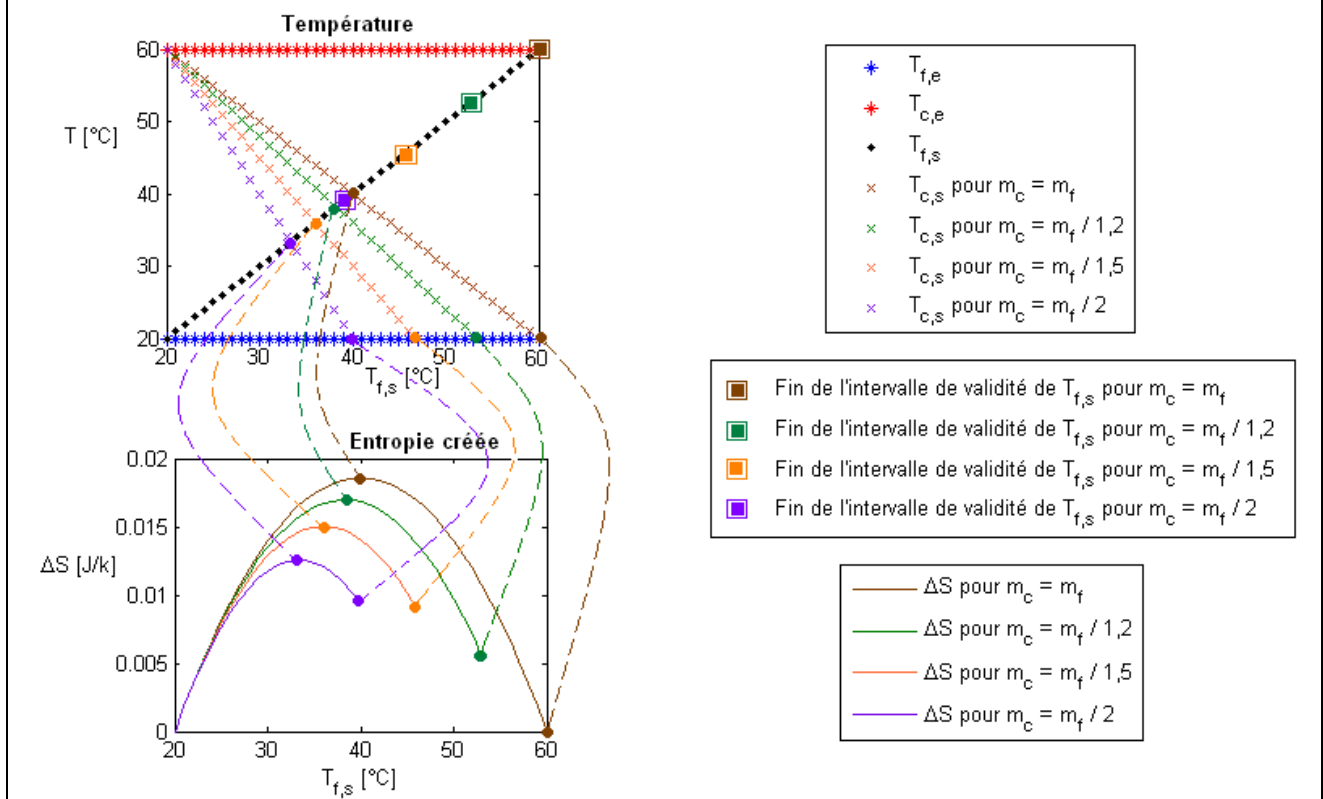 Température
60
50
T [°C]
40
30
20
20 30 40 50 60
T_f,s [°C]
Entropie créée
0.02
0.015
ΔS [J/k]
0.01
0.005
0
20 30 40 50 60
T_f,s [°C]
T_f,e
T_c,e
T_f,s
T_c,s pour m_c = m_f
T_c,s pour m_c = m_f / 1,2
T_c,s pour m_c = m_f / 1,5
T_c,s pour m_c = m_f / 2
Fin de l'intervalle de validité de T_f,s pour m_c = m_f
Fin de l'intervalle de validité de T_f,s pour m_c = m_f / 1,2
Fin de l'intervalle de validité de T_f,s pour m_c = m_f / 1,5
Fin de l'intervalle de validité de T_f,s pour m_c = m_f / 2
ΔS pour m_c = m_f
ΔS pour m_c = m_f / 1,2
ΔS pour m_c = m_f / 1,5
ΔS pour m_c = m_f / 2